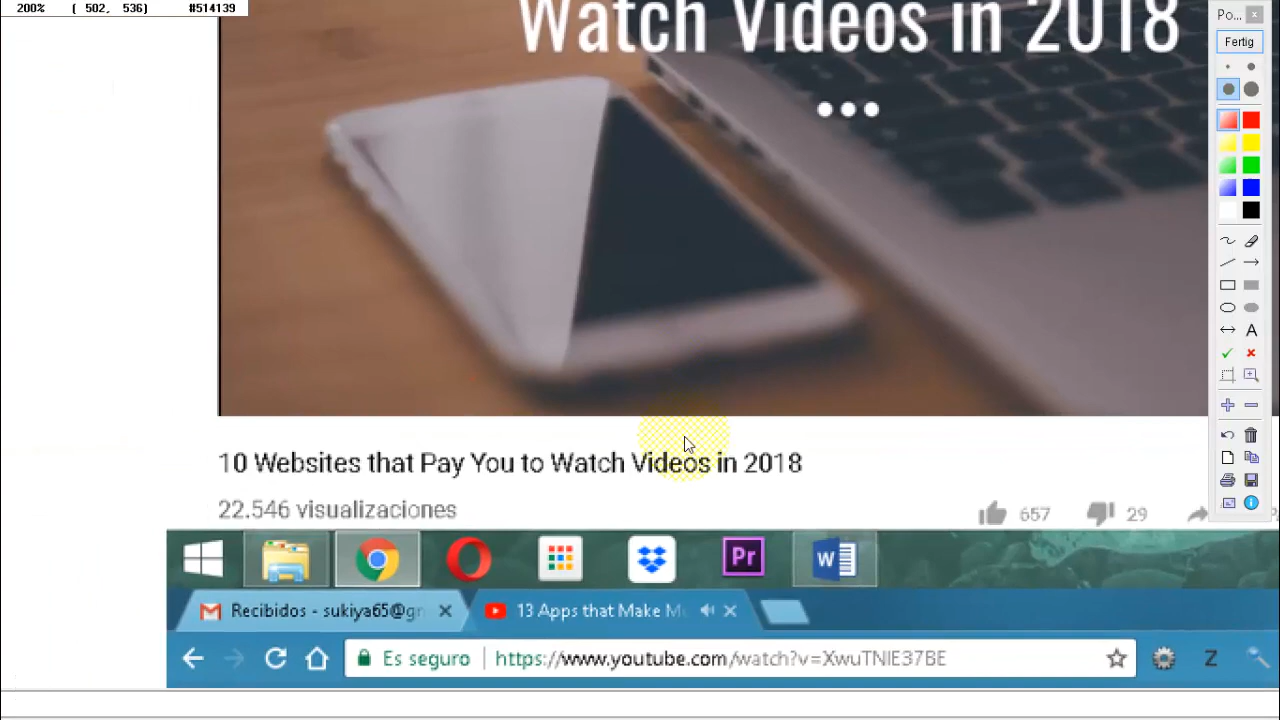 200% ( 502, 536) #514139
Po...
Fertig
Watch Videos in 2018
A
10 Websites that Pay You to Watch Videos in 2018
22.546 visualizaciones
657
29
Pr
W
Recibidos - sukiya65@gm
13 Apps that Make M
Es seguro
https://www.youtube.com/watch?v=XwuTNIE37BE
Z